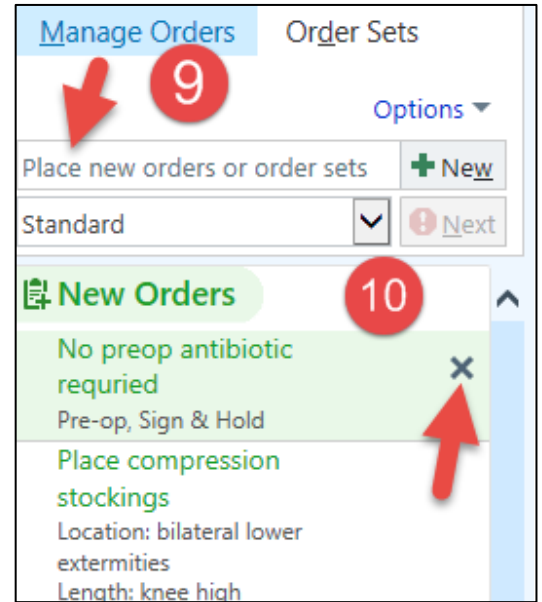 Manage Orders Order Sets
9
Options
Place new orders or order sets New
Standard Next
New Orders 10
No preop antibiotic
requried
Pre-op, Sign & Hold
Place compression
stockings
Location: bilateral lower
extermities
Length: knee high